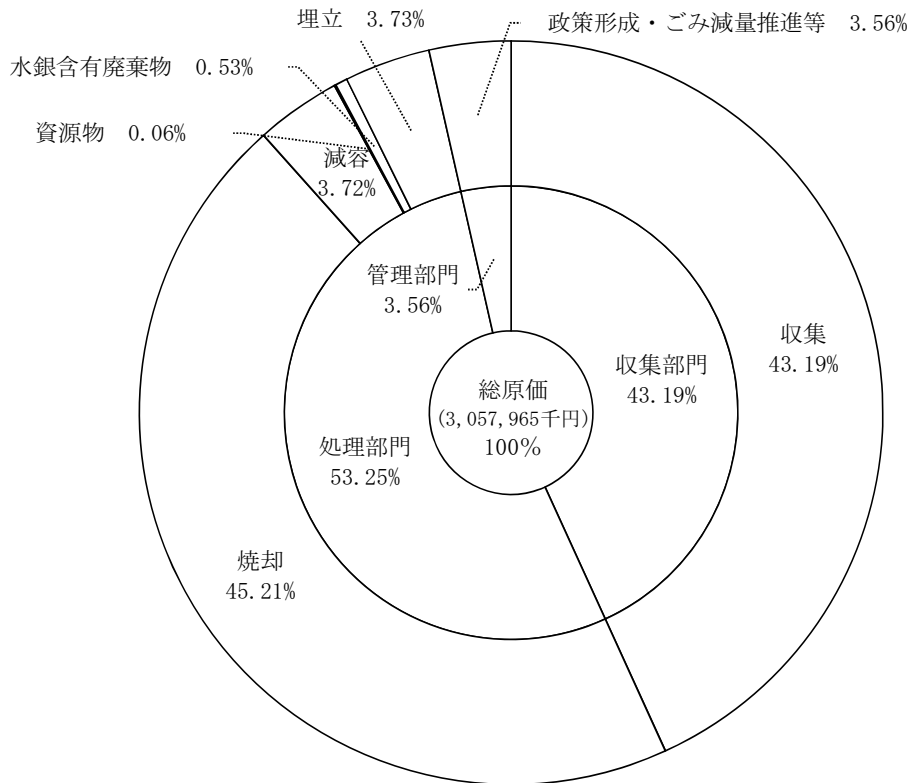 埋立 3.73%
政策形成・ごみ減量推進等 3.56%
水銀含有廃棄物 0.53%
資源物 0.06%
減容
3.72%
管理部門
3.56%
収集部門
43.19%
収集
43.19%
総原価
(3,057,965千円)
100%
処理部門
53.25%
焼却
45.21%